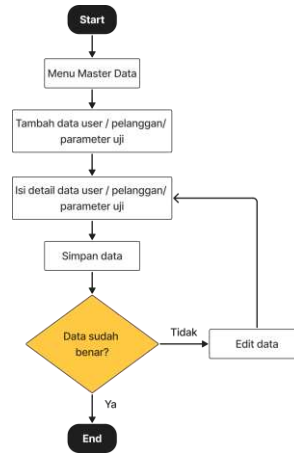 Start
Menu Master Data
Tambah data user / pelanggan/
parameter uji
Isi detail data user / pelanggan/
parameter uji
Simpan data
Data sudah
benar?
Tidak
Edit data
Ya
End